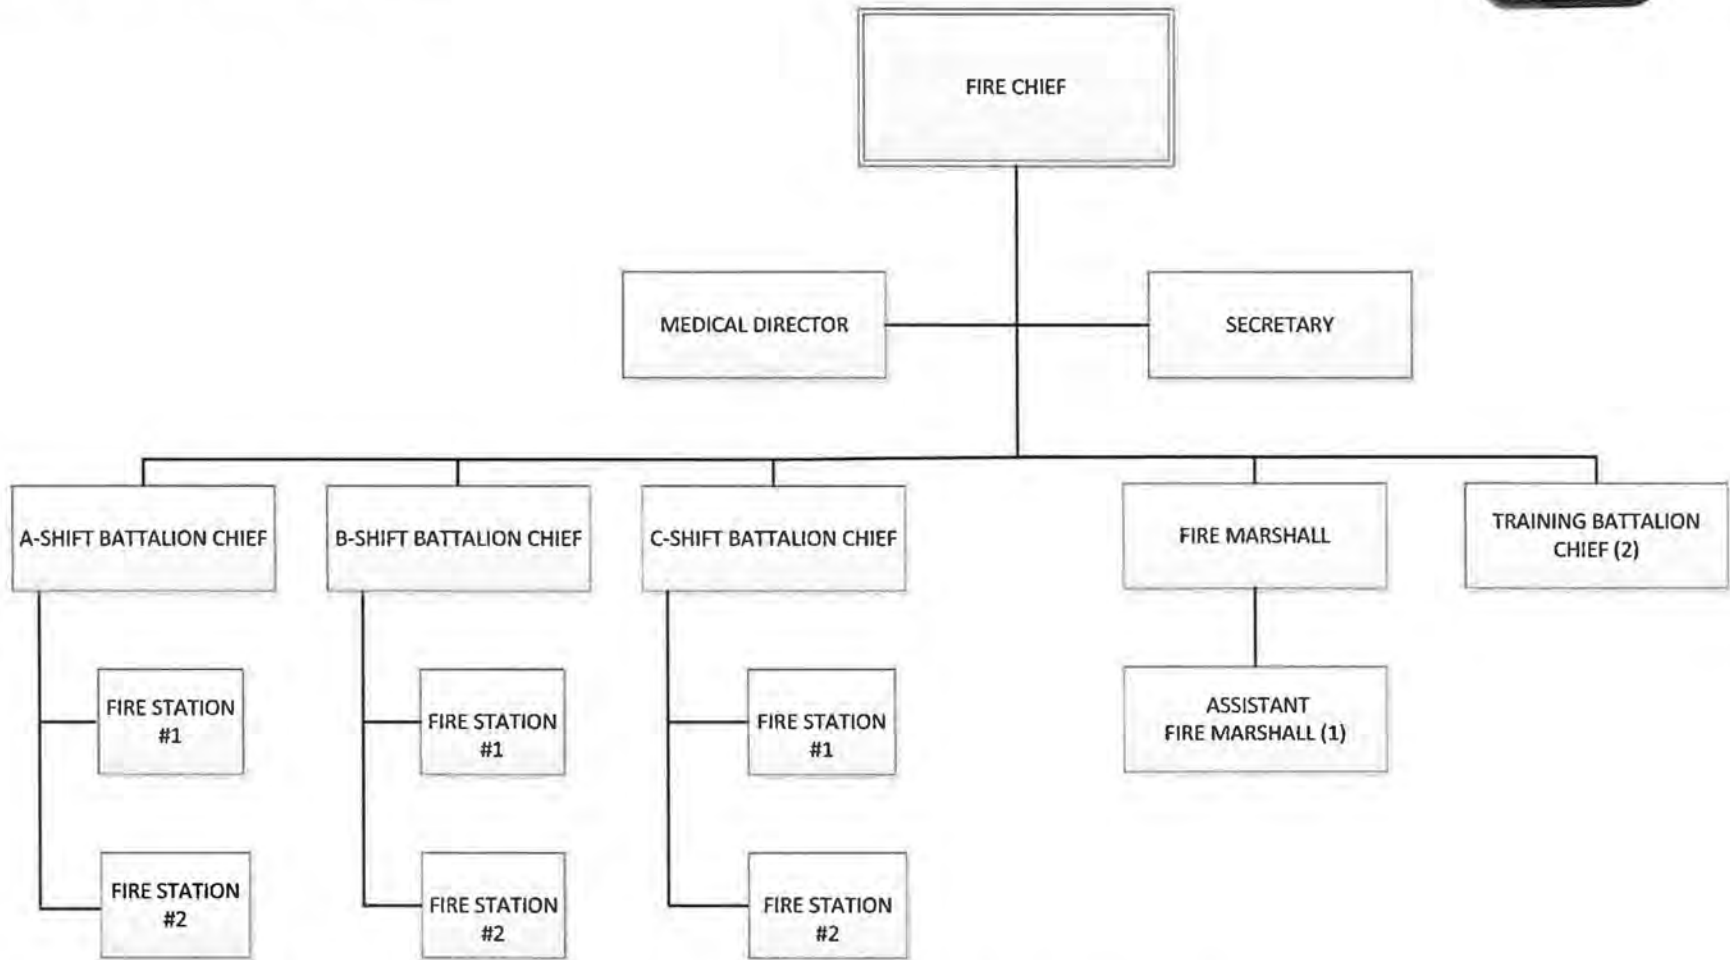 FIRE CHIEF
MEDICAL DIRECTOR
SECRETARY
A-SHIFT BATTALION CHIEF
B-SHIFT BATTALION CHIEF
C-SHIFT BATTALION CHIEF
FIRE MARSHALL
TRAINING BATTALION
CHIEF (2)
FIRE STATION
#1
FIRE STATION
#1
FIRE STATION
#1
ASSISTANT
FIRE MARSHALL (1)
FIRE STATION
#2
FIRE STATION
#2
FIRE STATION
#2